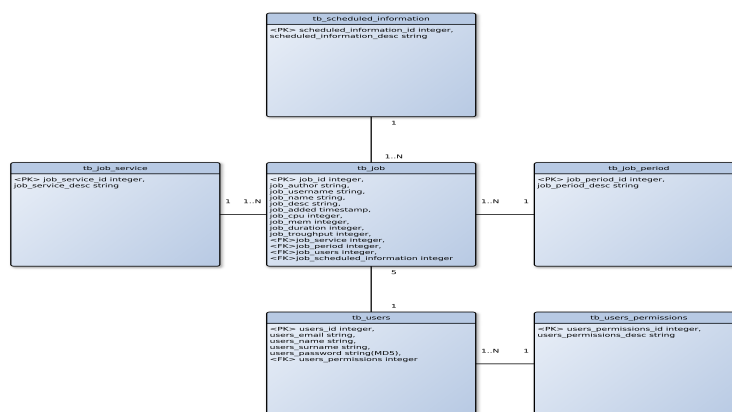 tb_scheduled_information
<PK> scheduled_information_id integer,
scheduled_information_desc string
1
1..N
tb_job_service
<PK> job_service_id integer,
job_service_desc string
1 1..N
tb_job
<PK> job_id integer,
job_author string,
job_username string,
job_name string,
job_desc string,
job_added timestamp,
job_cpu integer,
job_mem integer,
job_duration integer,
job_troughput integer,
<FK>job_service integer,
<FK>job_period integer,
<FK>job_users integer,
<FK>job_scheduled_information integer
1..N 1
tb_job_period
<PK> job_period_id integer,
job_period_desc string
5
1
tb_users
<PK> users_id integer,
users_email string,
users_name string,
users_surname string,
users_password string(MD5),
<FK> users_permissions integer
1..N 1
tb_users_permissions
<PK> users_permissions_id integer,
users_permissions_desc string